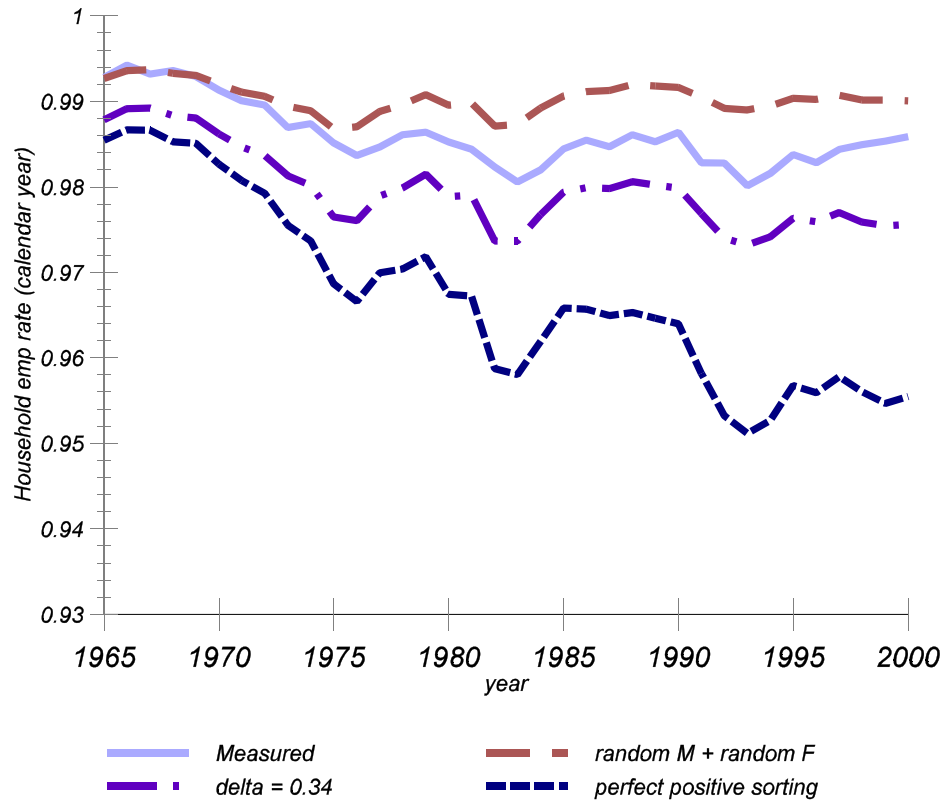 1
0.99
0.98
0.97
0.96
0.95
0.94
0.93
Household emp rate (calendar year)
1965 1970 1975 1980 1985 1990 1995 2000
year
Measured random M + random F
delta = 0.34 perfect positive sorting